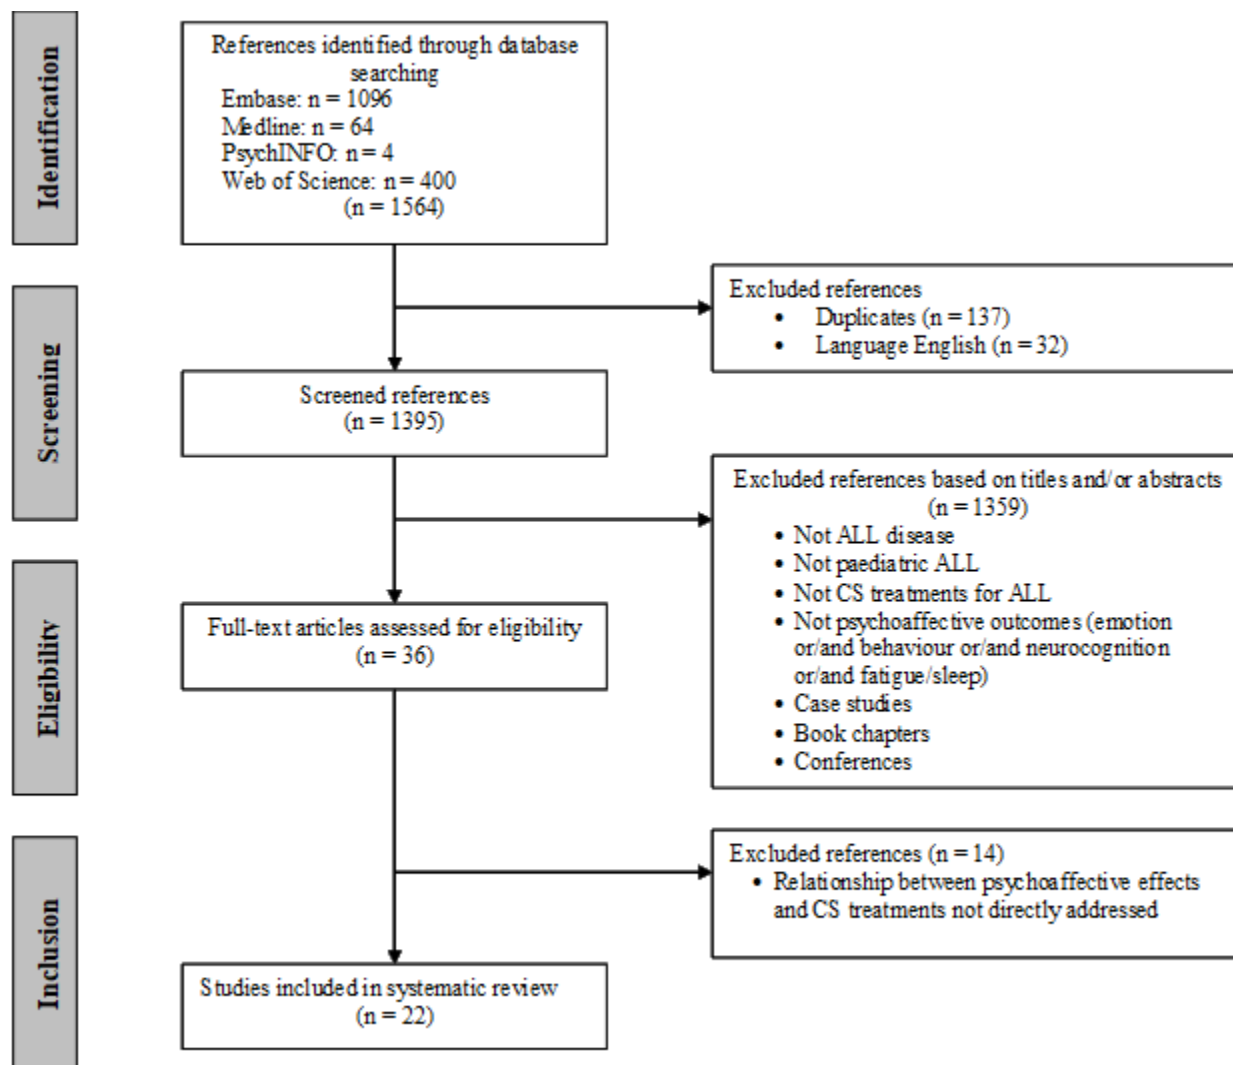 Identification
References identified through database
searching
Embase: n = 1096
Medline: n = 64
PsychINFO: n = 4
Web of Science: n = 400
(n = 1564)
Excluded references
• Duplicates (n = 137)
• Language English (n = 32)
Screening
Screened references
(n = 1395)
Excluded references based on titles and/or abstracts
(n = 1359)
• Not ALL disease
• Not paediatric ALL
• Not CS treatments for ALL
• Not psychoaffective outcomes (emotion
or/and behaviour or/and neurocognition
or/and fatigue/sleep)
• Case studies
• Book chapters
• Conferences
Eligibility
Full-text articles assessed for eligibility
(n = 36)
Excluded references (n = 14)
• Relationship between psychoaffective effects
and CS treatments not directly addressed
Inclusion
Studies included in systematic review
(n = 22)